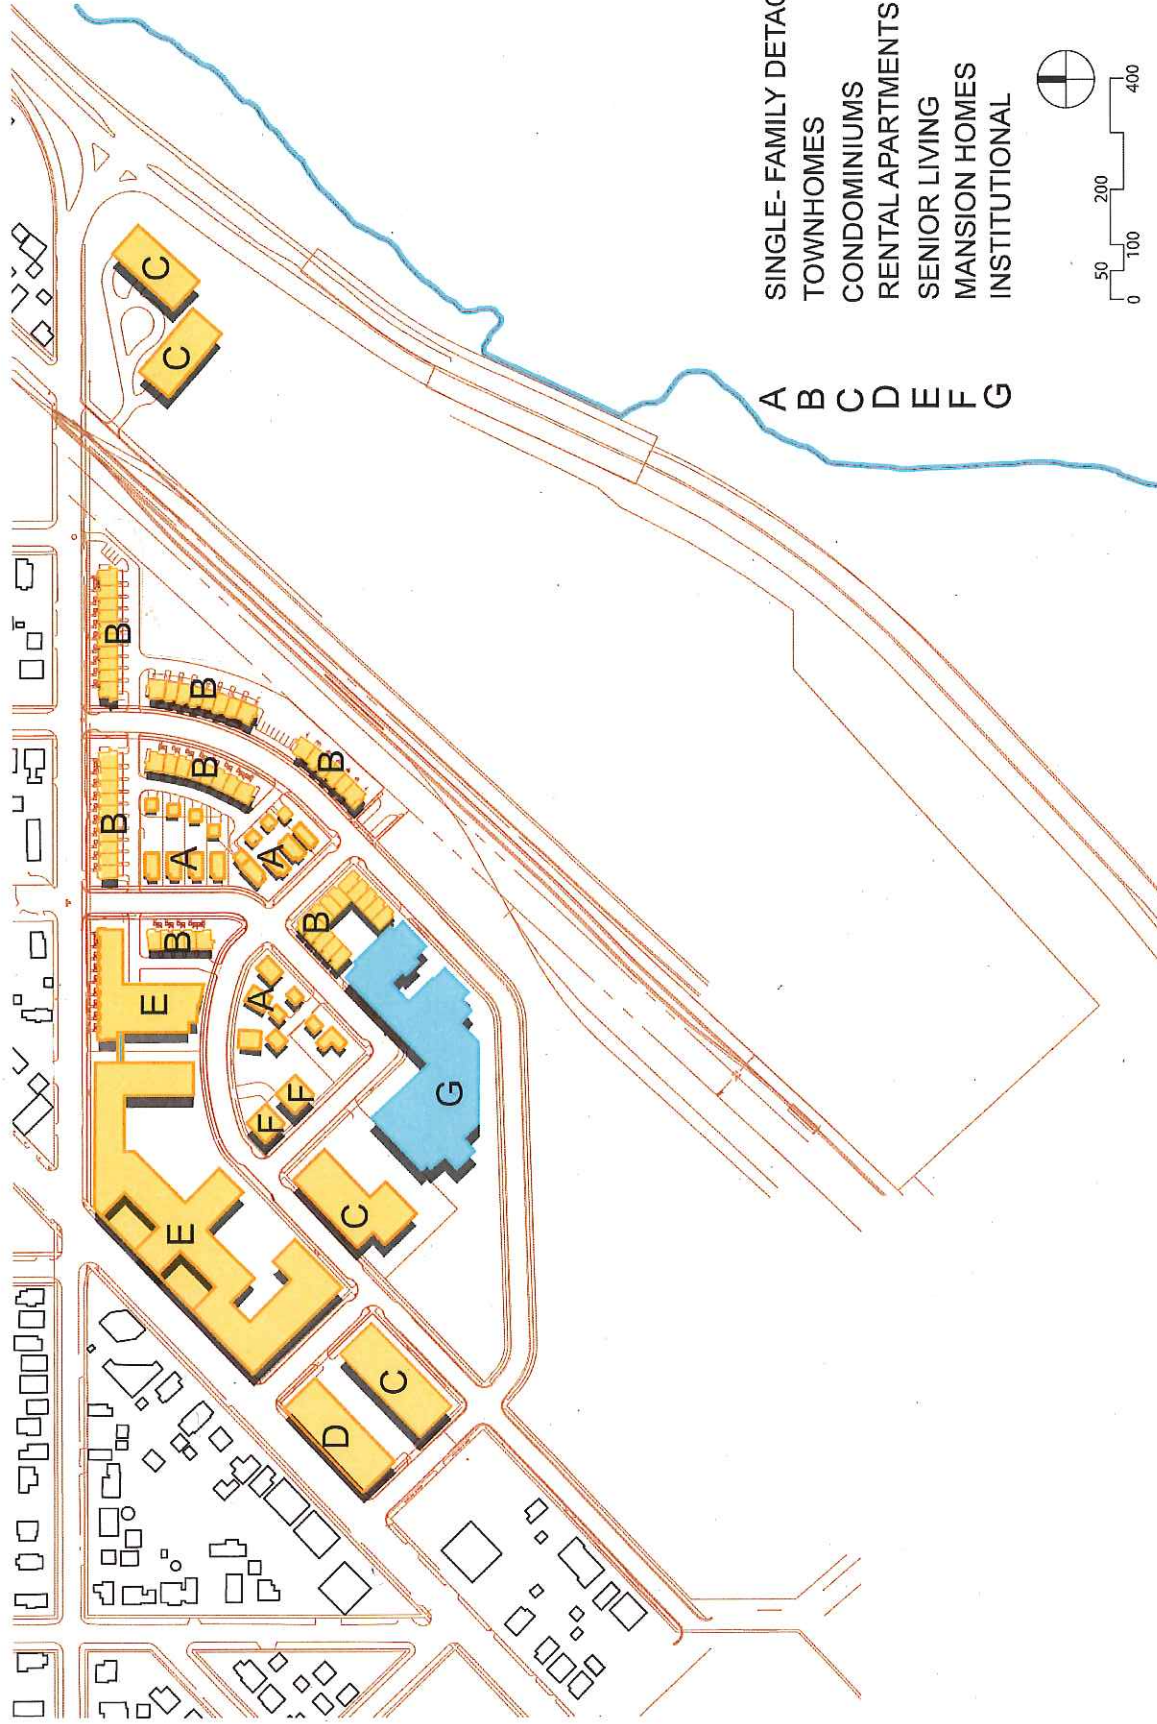 C
C
B
B
B
B
B
A
A
B
B
E
A
G
F
F
E
C
C
D
A SINGLE- FAMILY DETAC
B TOWNHOMES
C CONDOMINIUMS
D RENTAL APARTMENTS
E SENIOR LIVING
F MANSION HOMES
G INSTITUTIONAL
0 50 100 200 400